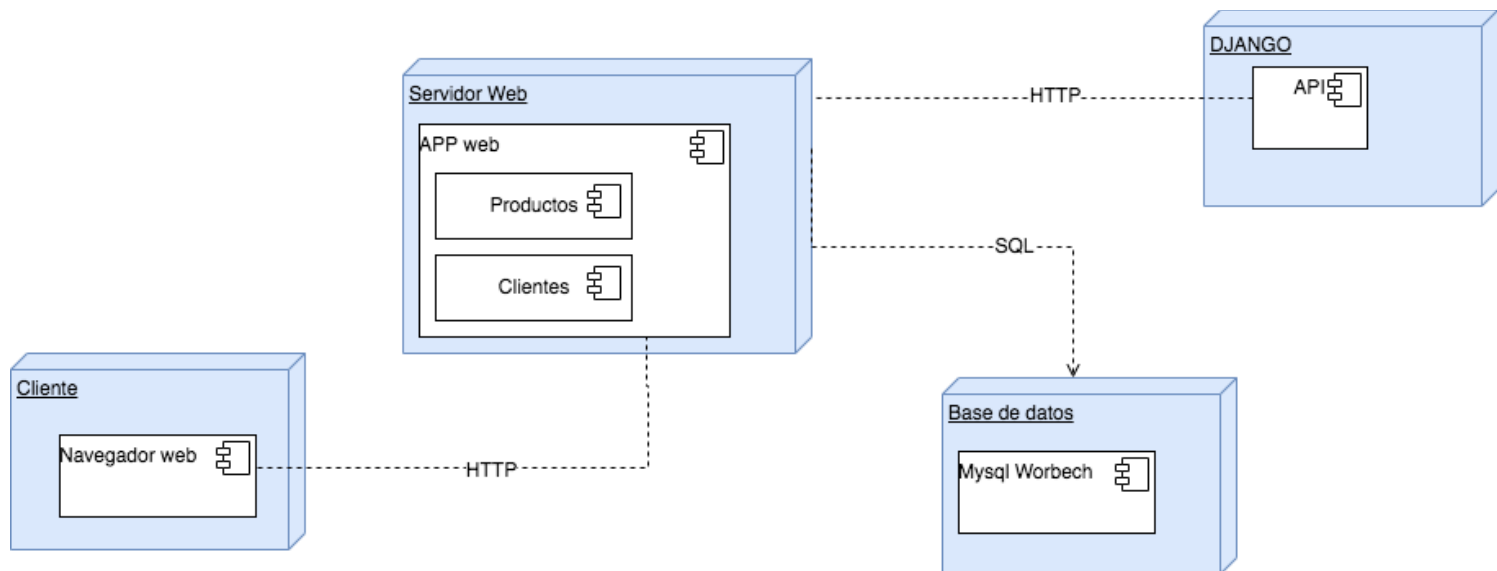 DJANGO
API
Servidor Web
HTTP
APP web
Productos
SQL
Clientes
Cliente
Navegador web
HTTP
Base de datos
Mysql Worbech